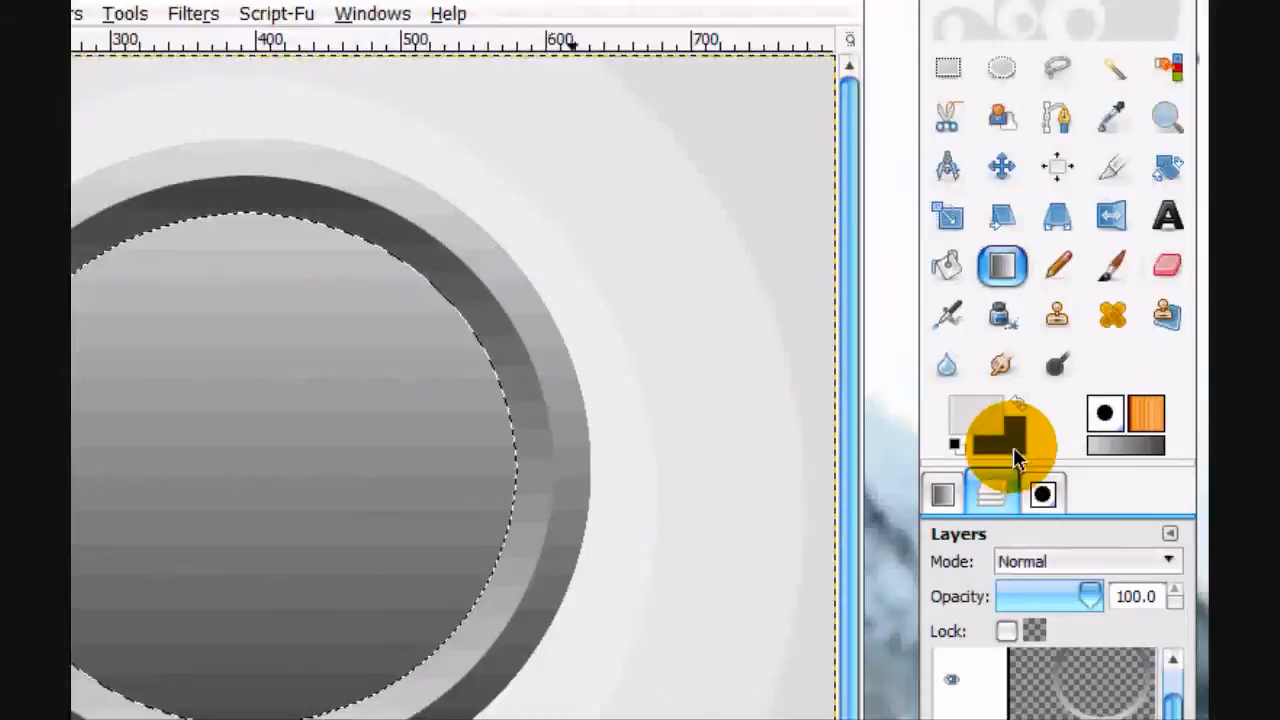 rs Tools Filters Script-Fu Windows Help
300 400 500 600 700
A
Layers
Mode: Normal
Opacity: 100.0
Lock: